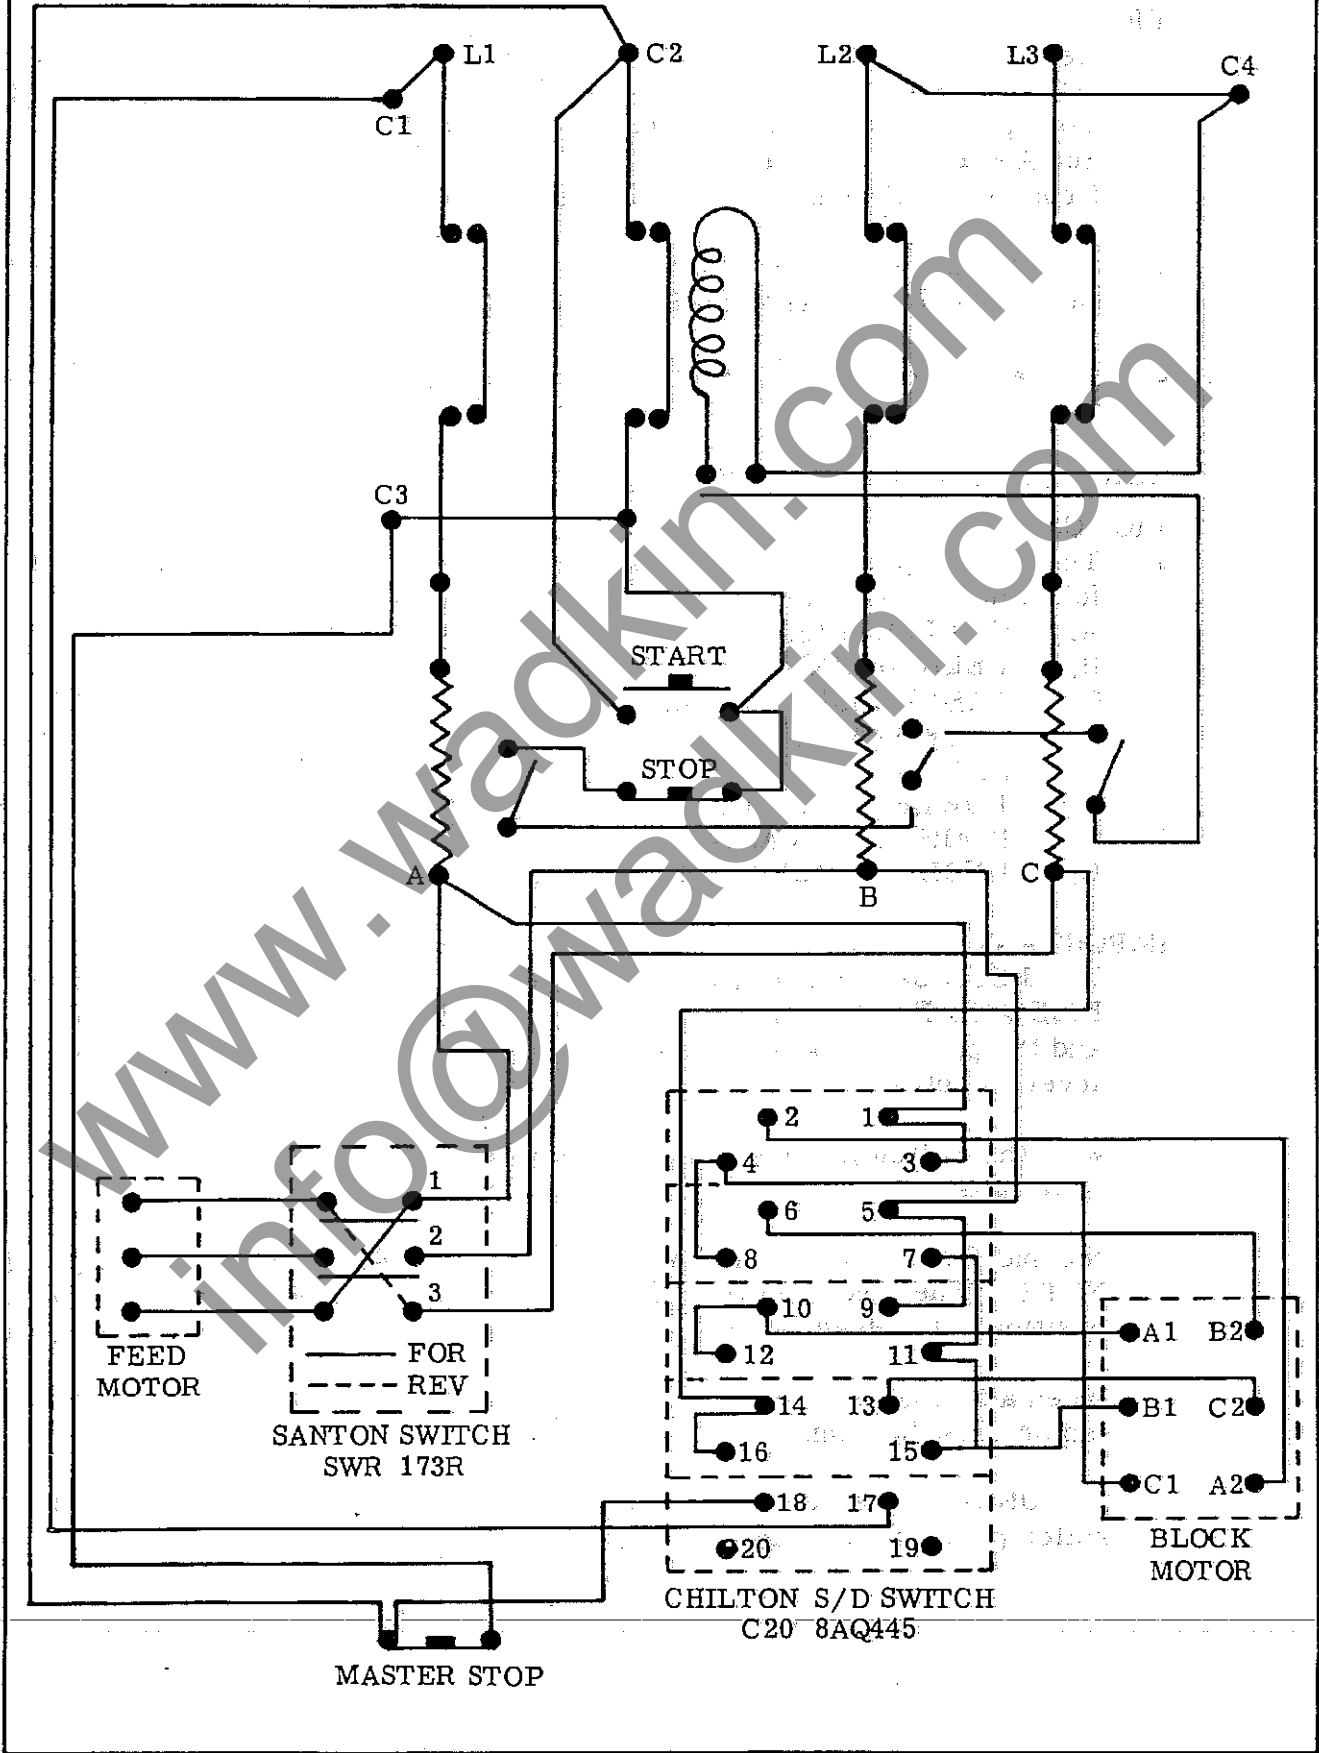 L1
C2
L2
L3
C4
C1
C3
START
STOP
A
B
C
2
1
4
3
6
5
8
7
10
9
12
11
14
13
16
15
18
17
20
19
1
2
3
FOR
REV
FEED
MOTOR
SANTON SWITCH
SWR 173R
A1
B2
B1
C2
C1
A2
BLOCK
MOTOR
CHILTON S/D SWITCH
C20 8AQ445
MASTER STOP
www.wadkin.com
info@wadkin.com